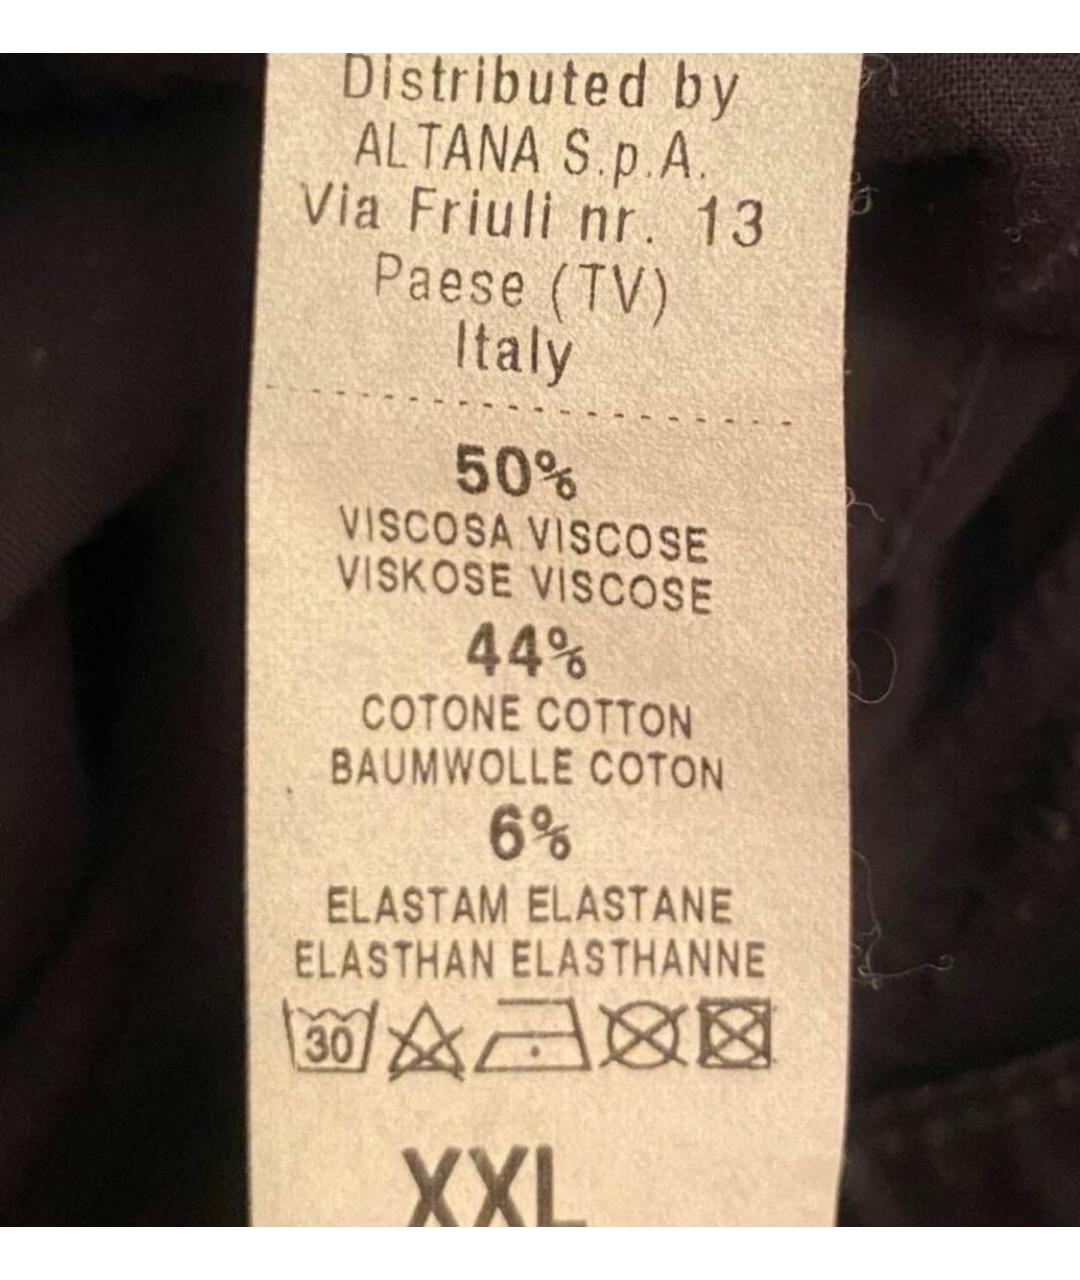 Distributed by
ALTANA S.p.A.
Via Friuli nr. 13
Paese (TV)
Italy
50%
VISCOSA VISCOSE
VISKOSE VISCOSE
44%
COTONE COTTON
BAUMWOLLE COTON
6%
ELASTAM ELASTANE
ELASTHAN ELASTHANNE
30
XXL